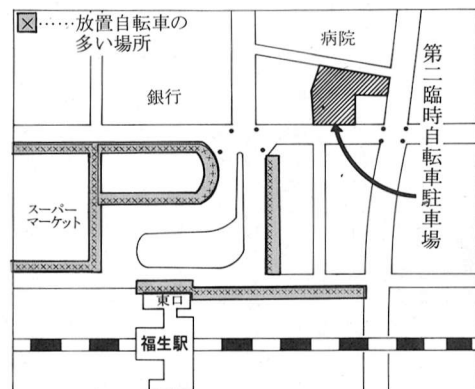 ☒……放置自転車の
多い場所
病院
銀行
第二臨時自転車駐車場
スーパー
マーケット
東口
福生駅